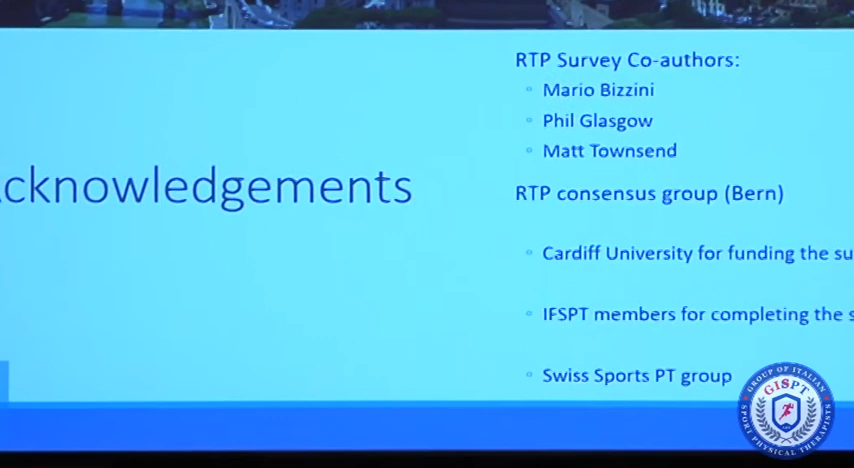 cknowledgements
RTP Survey Co-authors:
Mario Bizzini
Phil Glasgow
Matt Townsend
RTP consensus group (Bern)
Cardiff University for funding the su
IFSPT members for completing the s
Swiss Sports PT group
GROUP OF ITALIAN
GISPT
SPORT PHYSICAL THERAPISTS